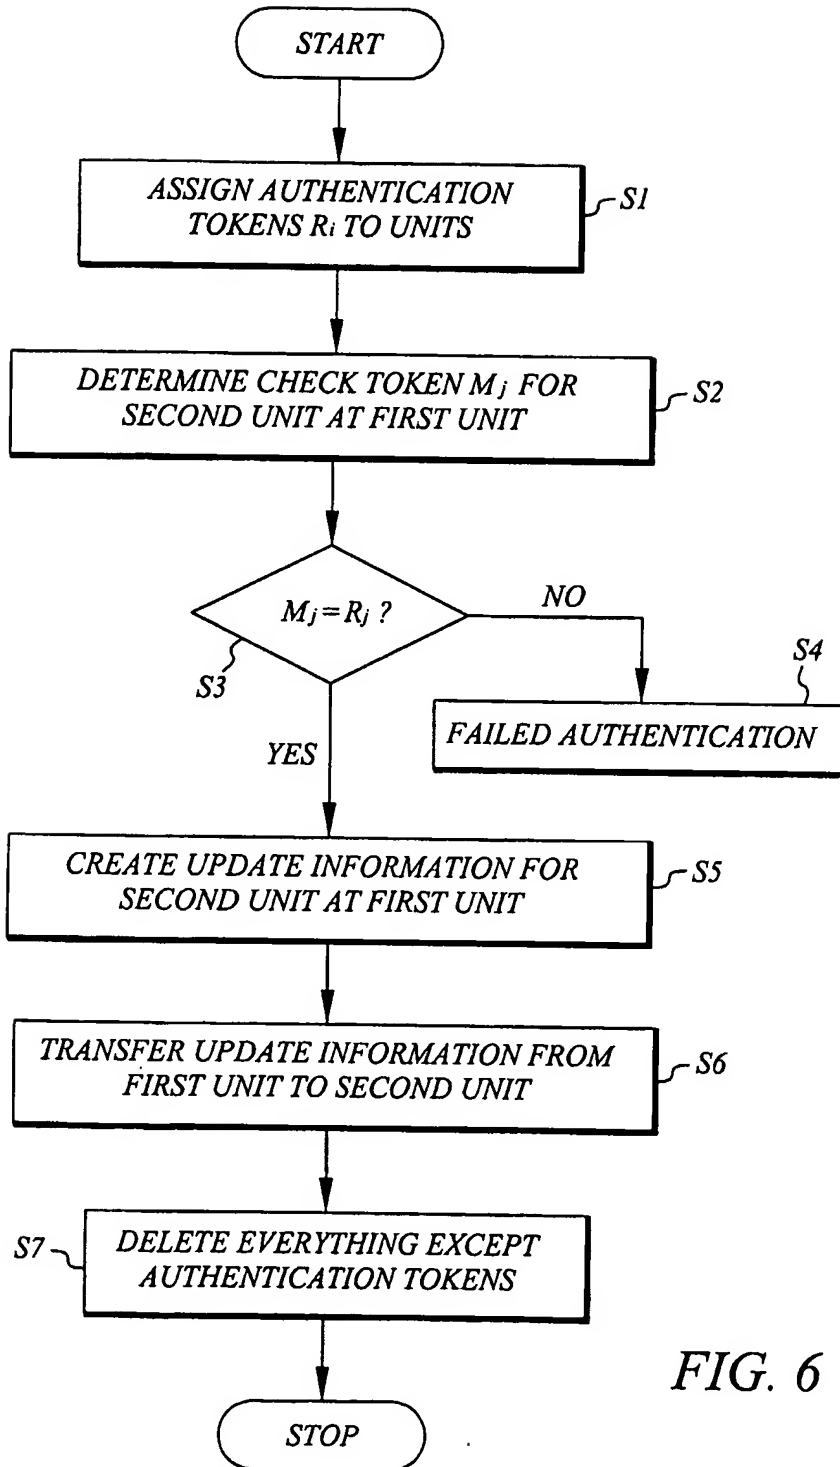 START
ASSIGN AUTHENTICATION
TOKENS Ri TO UNITS
S1
DETERMINE CHECK TOKEN Mj FOR
SECOND UNIT AT FIRST UNIT
S2
Mj = Rj ?
S3
NO
S4
FAILED AUTHENTICATION
YES
CREATE UPDATE INFORMATION FOR
SECOND UNIT AT FIRST UNIT
S5
TRANSFER UPDATE INFORMATION FROM
FIRST UNIT TO SECOND UNIT
S6
S7
DELETE EVERYTHING EXCEPT
AUTHENTICATION TOKENS
STOP
FIG. 6